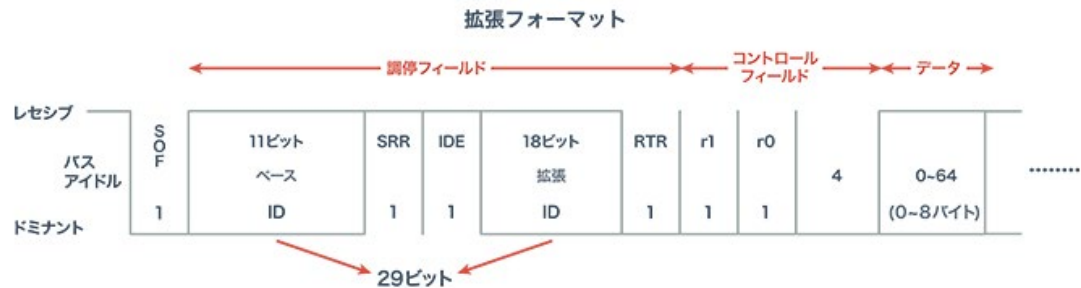 拡張フォーマット
調停フィールド
コントロール
フィールド
データ
レセシブ
バス
アイドル
ドミナント
SOF
1
11ビット
ベース
ID
SRR
1
IDE
1
18ビット
拡張
ID
RTR
1
r1
1
r0
1
4
0~64
(0~8バイト)
........
29ビット